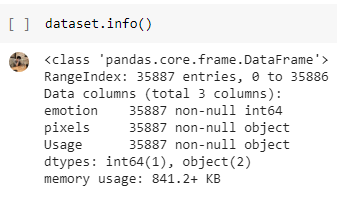 [ ] dataset.info()
<class 'pandas.core.frame.DataFrame'>
RangeIndex: 35887 entries, 0 to 35886
Data columns (total 3 columns):
emotion    35887 non-null int64
pixels     35887 non-null object
Usage      35887 non-null object
dtypes: int64(1), object(2)
memory usage: 841.2+ KB